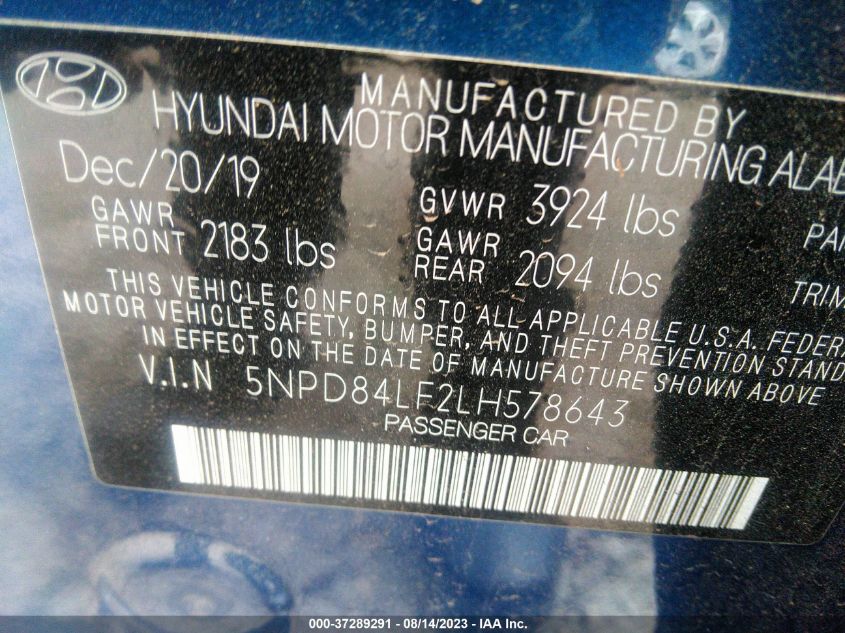 MANUFACTURED BY
HYUNDAI MOTOR MANUFACTURING ALAB
Dec/20/19
GVWR 3924 lbs
GAWR FRONT 2183 lbs
GAWR REAR 2094 lbs
TRIM
THIS VEHICLE CONFORMS TO ALL APPLICABLE U.S.A. FEDERA
MOTOR VEHICLE SAFETY, BUMPER, AND THEFT PREVENTION STAND
IN EFFECT ON THE DATE OF MANUFACTURE SHOWN ABOVE
V.I.N 5NPD84LF2LH578643
PASSENGER CAR
000-37289291 - 08/14/2023 - IAA Inc.